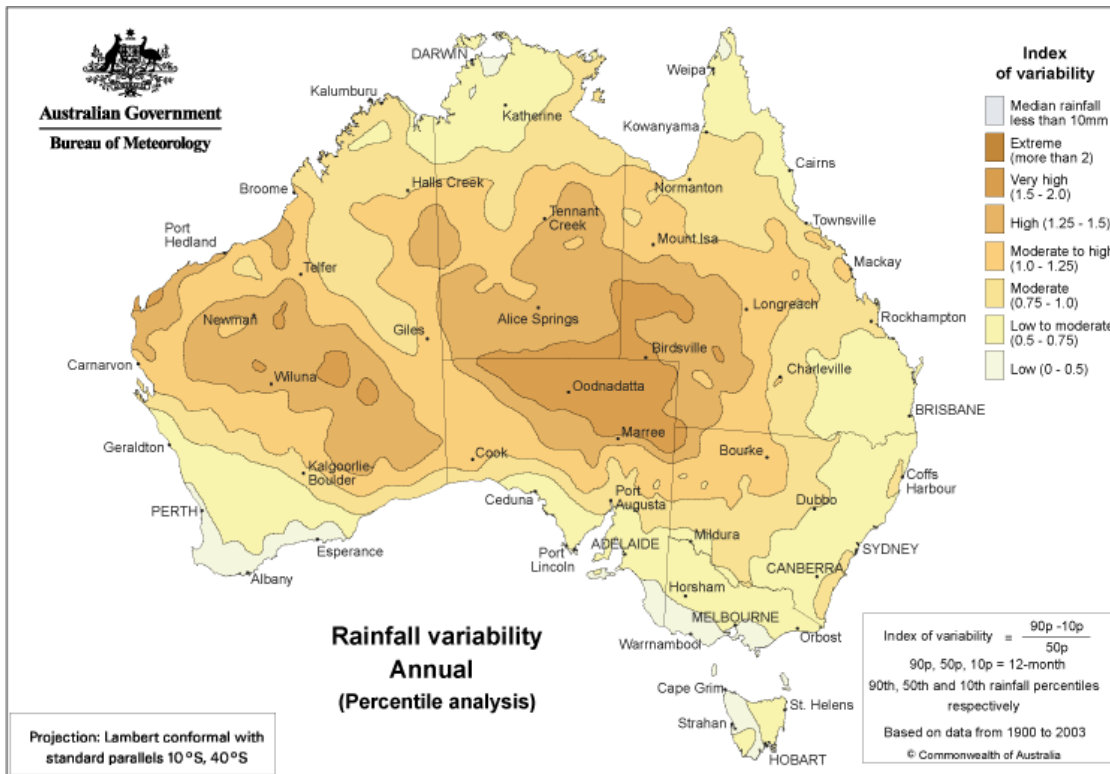 Australian Government
Bureau of Meteorology
DARWIN
Weipa
Kalumburu
Katherine
Kowanyama
Cairns
Broome
Halls Creek
Normanton
Tennant
Creek
Townsville
Port
Hedland
Mount Isa
Mackay
Telfer
Newman
Alice Springs
Longreach
Rockhampton
Giles
Carnarvon
Birdsville
Wiluna
Oodnadatta
Charleville
BRISBANE
Geraldton
Marree
Cook
Bourke
Kalgoorlie-
Boulder
Coffs
Harbour
Ceduna
Port
Augusta
Dubbo
PERTH
Mildura
Esperance
ADELAIDE
SYDNEY
Port
Lincoln
CANBERRA
Albany
Horsham
MELBOURNE
Warrnambool
Orbost
Cape Grim
St. Helens
Strahan
HOBART
Index
of variability
Median rainfall
less than 10mm
Extreme
(more than 2)
Very high
(1.5 - 2.0)
High (1.25 - 1.5)
Moderate to high
(1.0 - 1.25)
Moderate
(0.75 - 1.0)
Low to moderate
(0.5 - 0.75)
Low (0 - 0.5)
Rainfall variability
Annual
(Percentile analysis)
Projection: Lambert conformal with
standard parallels 10°S, 40°S
Index of variability = 90p -10p
50p
90p, 50p, 10p = 12-month
90th, 50th and 10th rainfall percentiles
respectively
Based on data from 1900 to 2003
© Commonwealth of Australia